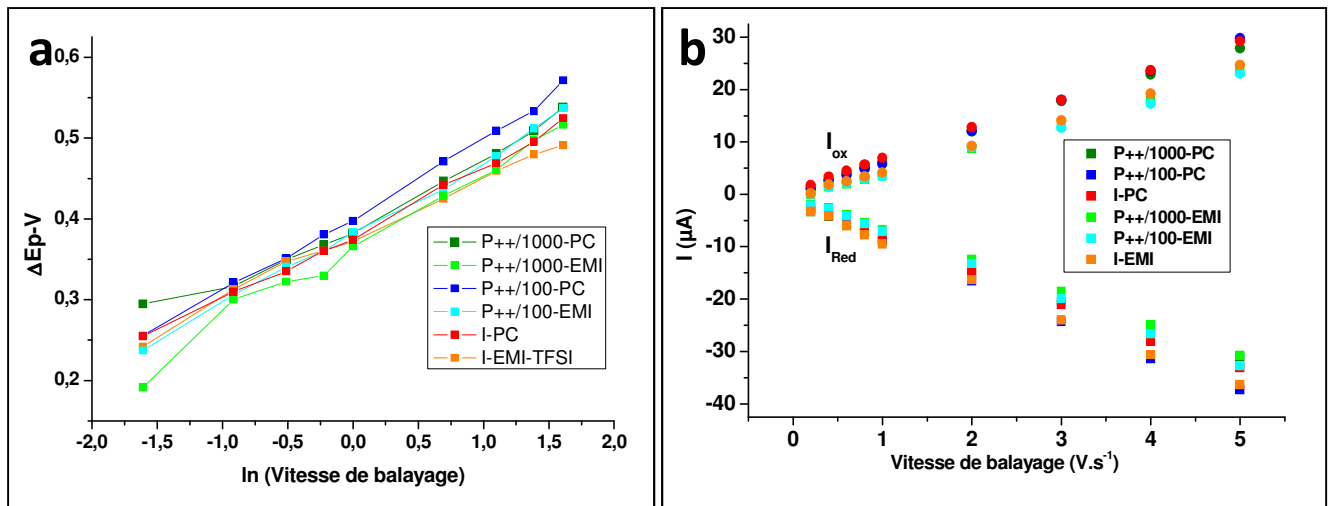 a
0,6
0,5
0,4
0,3
0,2
ΔEp-V
-2,0 -1,5 -1,0 -0,5 0,0 0,5 1,0 1,5 2,0
ln (Vitesse de balayage)
P++/1000-PC
P++/1000-EMI
P++/100-PC
P++/100-EMI
I-PC
I-EMI-TFSI
b
30
20
10
0
-10
-20
-30
-40
I (µA)
I_ox
I_Red
P++/1000-PC
P++/100-PC
I-PC
P++/1000-EMI
P++/100-EMI
I-EMI
0 1 2 3 4 5
Vitesse de balayage (V.s⁻¹)